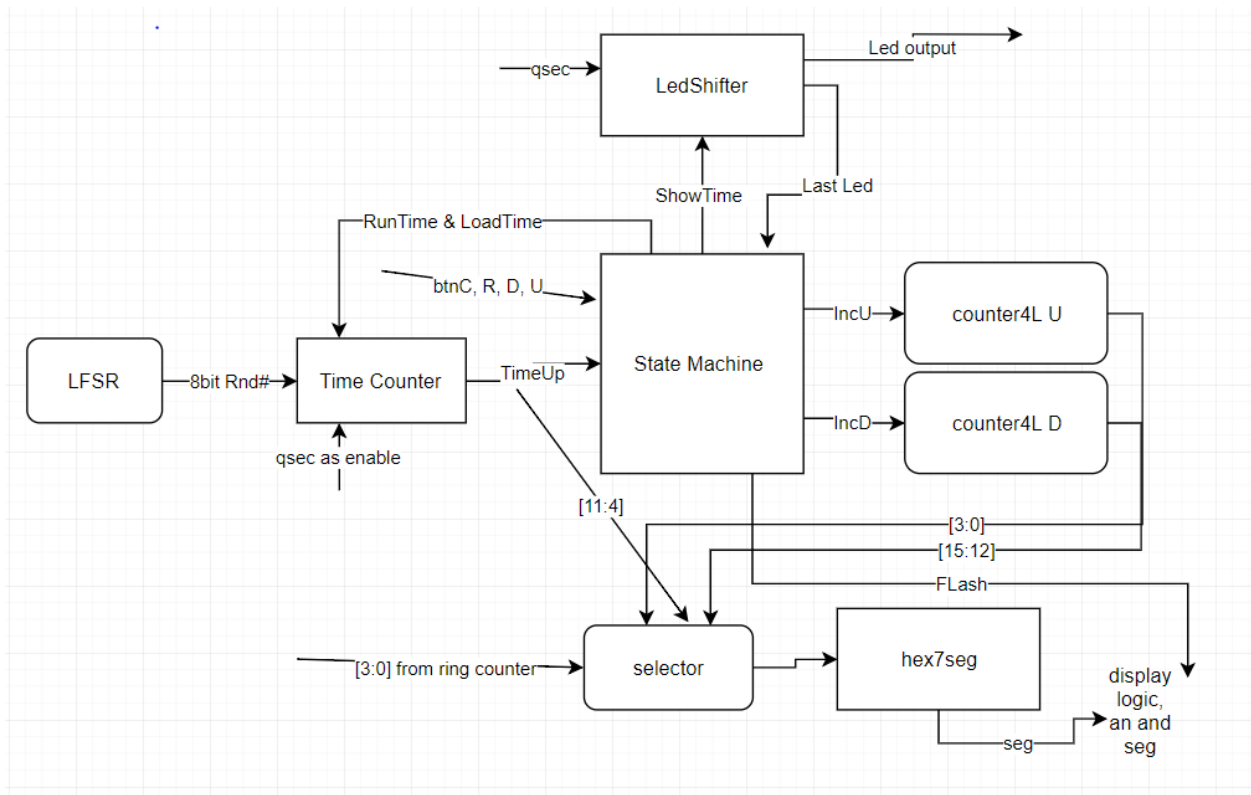 Led output
qsec
LedShifter
ShowTime
Last Led
RunTime & LoadTime
btnC, R, D, U
IncU
counter4L U
State Machine
LFSR
8bit Rnd#
Time Counter
TimeUp
IncD
counter4L D
qsec as enable
[11:4]
[3:0]
[15:12]
FLash
[3:0] from ring counter
selector
hex7seg
display
logic,
an and
seg
seg